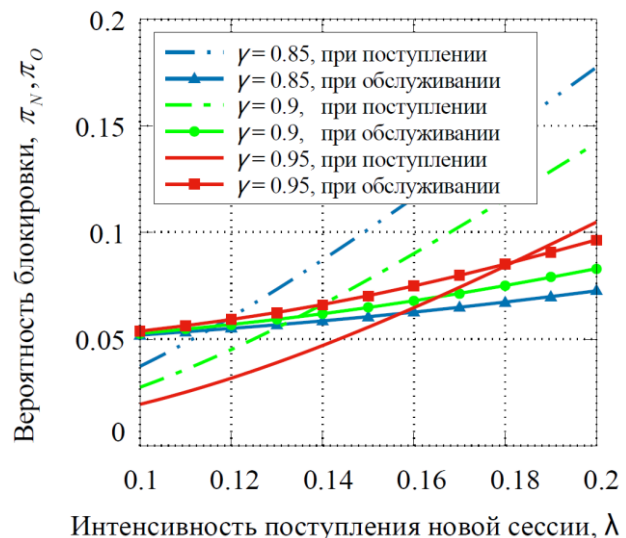 0.2
γ = 0.85, при поступлении
γ = 0.85, при обслуживании
γ = 0.9, при поступлении
γ = 0.9, при обслуживании
γ = 0.95, при поступлении
γ = 0.95, при обслуживании
0.15
0.1
0.05
0
0.1 0.12 0.14 0.16 0.18 0.2
Вероятность блокировки, π_N, π_O
Интенсивность поступления новой сессии, λ